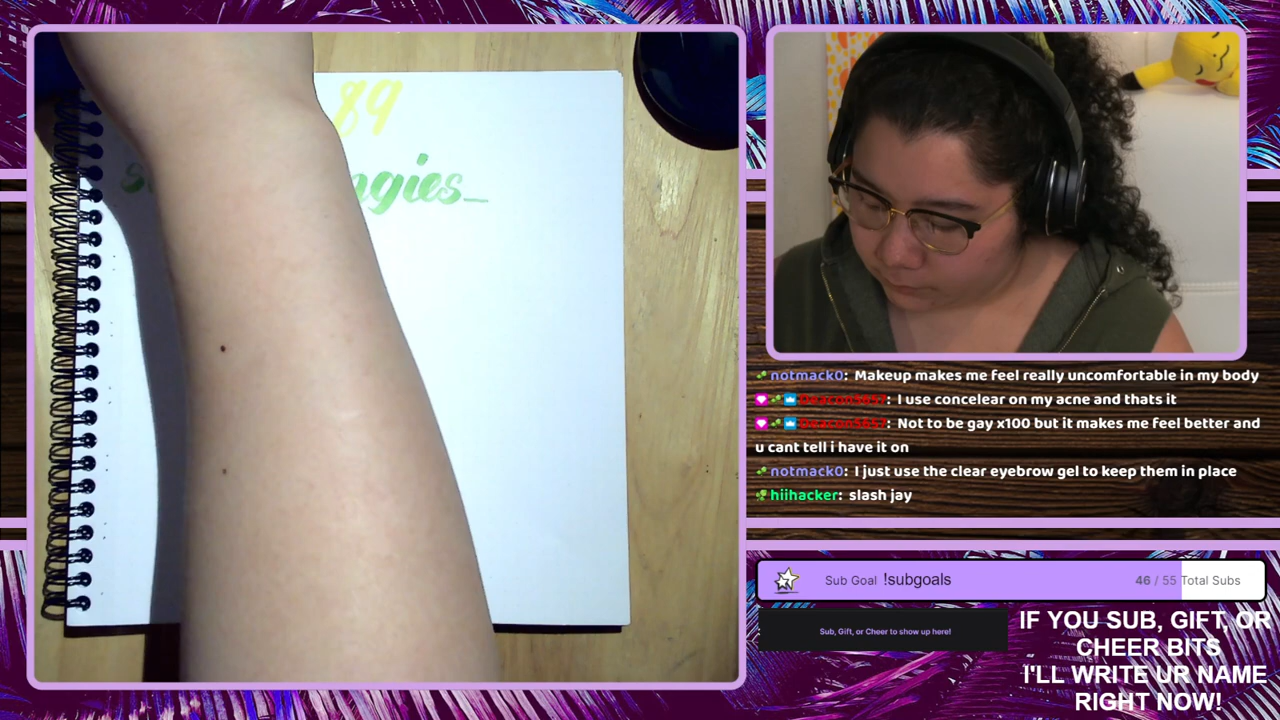 89
ngies_
notmack0: Makeup makes me feel really uncomfortable in my body
Deacon5657: I use concelear on my acne and thats it
Deacon5657: Not to be gay x100 but it makes me feel better and
u cant tell i have it on
notmack0: I just use the clear eyebrow gel to keep them in place
hiihacker: slash jay
Sub Goal !subgoals 46 / 55 Total Subs
Sub, Gift, or Cheer to show up here!
IF YOU SUB, GIFT, OR
CHEER BITS
I'LL WRITE UR NAME
RIGHT NOW!